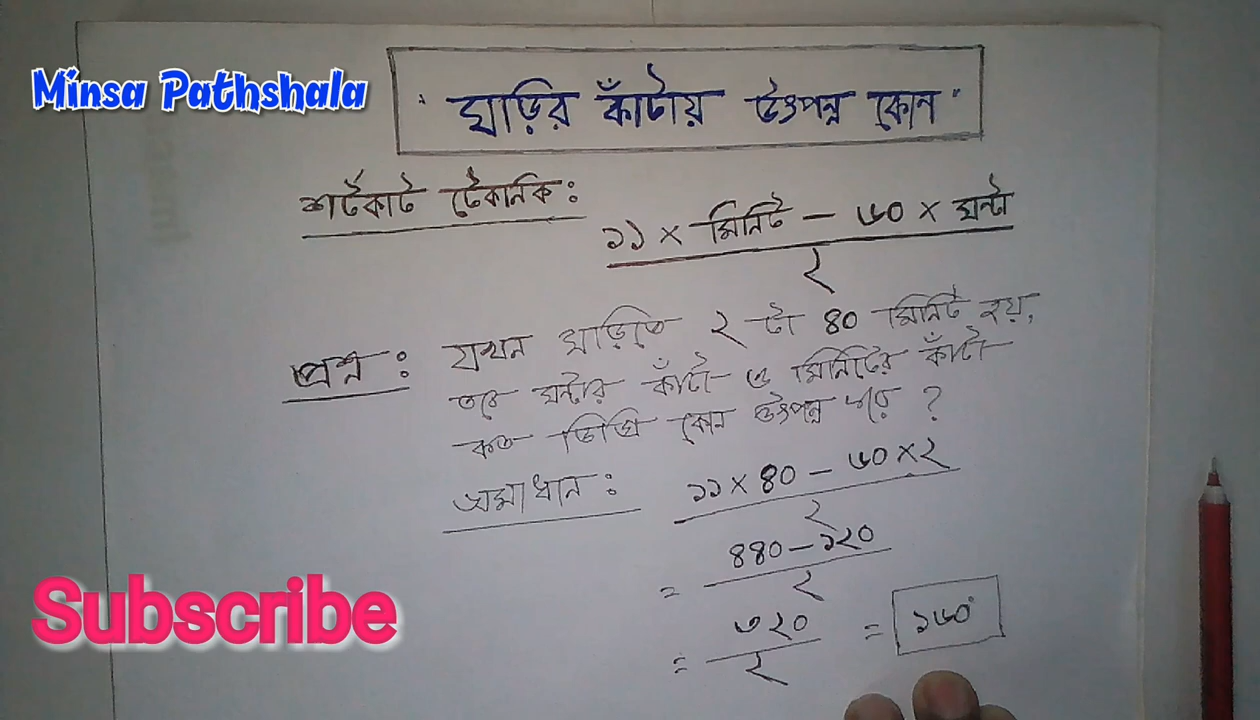 Minsa Pathshala
" ঘড়ির কাঁটায় উৎপন্ন কোন "
শর্টকাট টেকনিক :
১১ × মিনিট – ৬০ × ঘন্টা
২
প্রশ্ন : যখন ঘড়িতে ২ টা ৪০ মিনিট হয়,
তবে ঘন্টার কাঁটা ও মিনিটের কাঁটা
কত ডিগ্রি কোন উৎপন্ন করে ?
সমাধান : ১১ × ৪০ – ৬০ × ২
২
= ৪৪০ – ১২০
২
= ৩২০ = ১৬০°
২
Subscribe